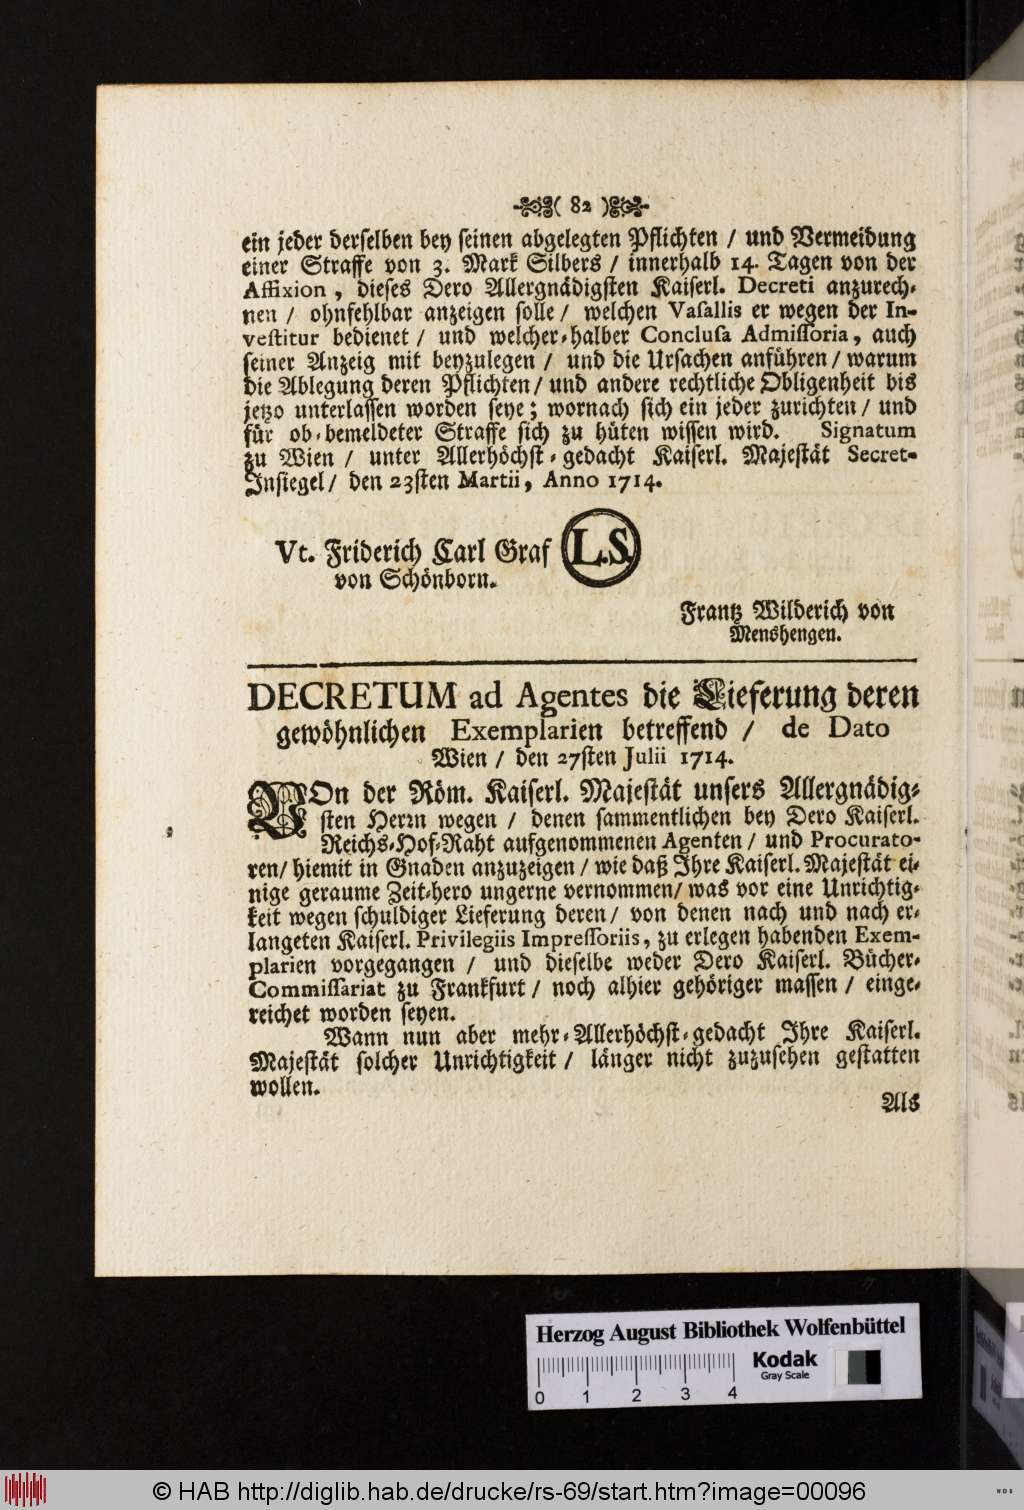 ( 82 )
ein jeder derselben bey seinen abgelegten Pflichten / und Vermeidung
einer Straffe von 3. Mark Silbers / innerhalb 14. Tagen von der
Affixion, dieses Dero Allergnädigsten Kaiserl. Decreti anzurech-
nen / ohnfehlbar anzeigen solle / welchen Vasallis er wegen der In-
vestitur bedienet / und welcher-halber Conclusa Admissoria, auch
seiner Anzeig mit beyzulegen / und die Ursachen anführen / warum
die Ablegung deren Pflichten / und andere rechtliche Obligenheit bis
jetzo unterlassen worden seye; wornach sich ein jeder zurichten / und
für ob-bemeldeter Straffe sich zu hüten wissen wird. Signatum
zu Wien / unter Allerhöchst-gedacht Kaiserl. Majestät Secret-
Insiegel / den 23sten Martii, Anno 1714.
Vt. Friderich Carl Graf
von Schönborn.
L.S.
Frantz Wilderich von
Menshengen.
DECRETUM ad Agentes die Lieferung deren
gewöhnlichen Exemplarien betreffend / de Dato
Wien / den 27sten Julii 1714.
VOn der Röm. Kaiserl. Majestät unsers Allergnädig-
sten Herrn wegen / denen sammentlichen bey Dero Kaiserl.
Reichs-Hof-Raht aufgenommenen Agenten / und Procurato-
ren / hiemit in Gnaden anzuzeigen / wie daß Ihre Kaiserl. Majestät ei-
nige geraume Zeit-hero ungerne vernommen / was vor eine Unrichtig-
keit wegen schuldiger Lieferung deren / von denen nach und nach er-
langeten Kaiserl. Privilegiis Impressoriis, zu erlegen habenden Exem-
plarien vorgegangen / und dieselbe weder Dero Kaiserl. Bücher-
Commissariat zu Frankfurt / noch alhier gehöriger massen / einge-
reichet worden seyen.
Wann nun aber mehr-Allerhöchst-gedacht Ihre Kaiserl.
Majestät solcher Unrichtigkeit / länger nicht zuzusehen gestatten
wollen.
Als
Herzog August Bibliothek Wolfenbüttel
Kodak
Gray Scale
0 1 2 3 4
© HAB http://diglib.hab.de/drucke/rs-69/start.htm?image=00096